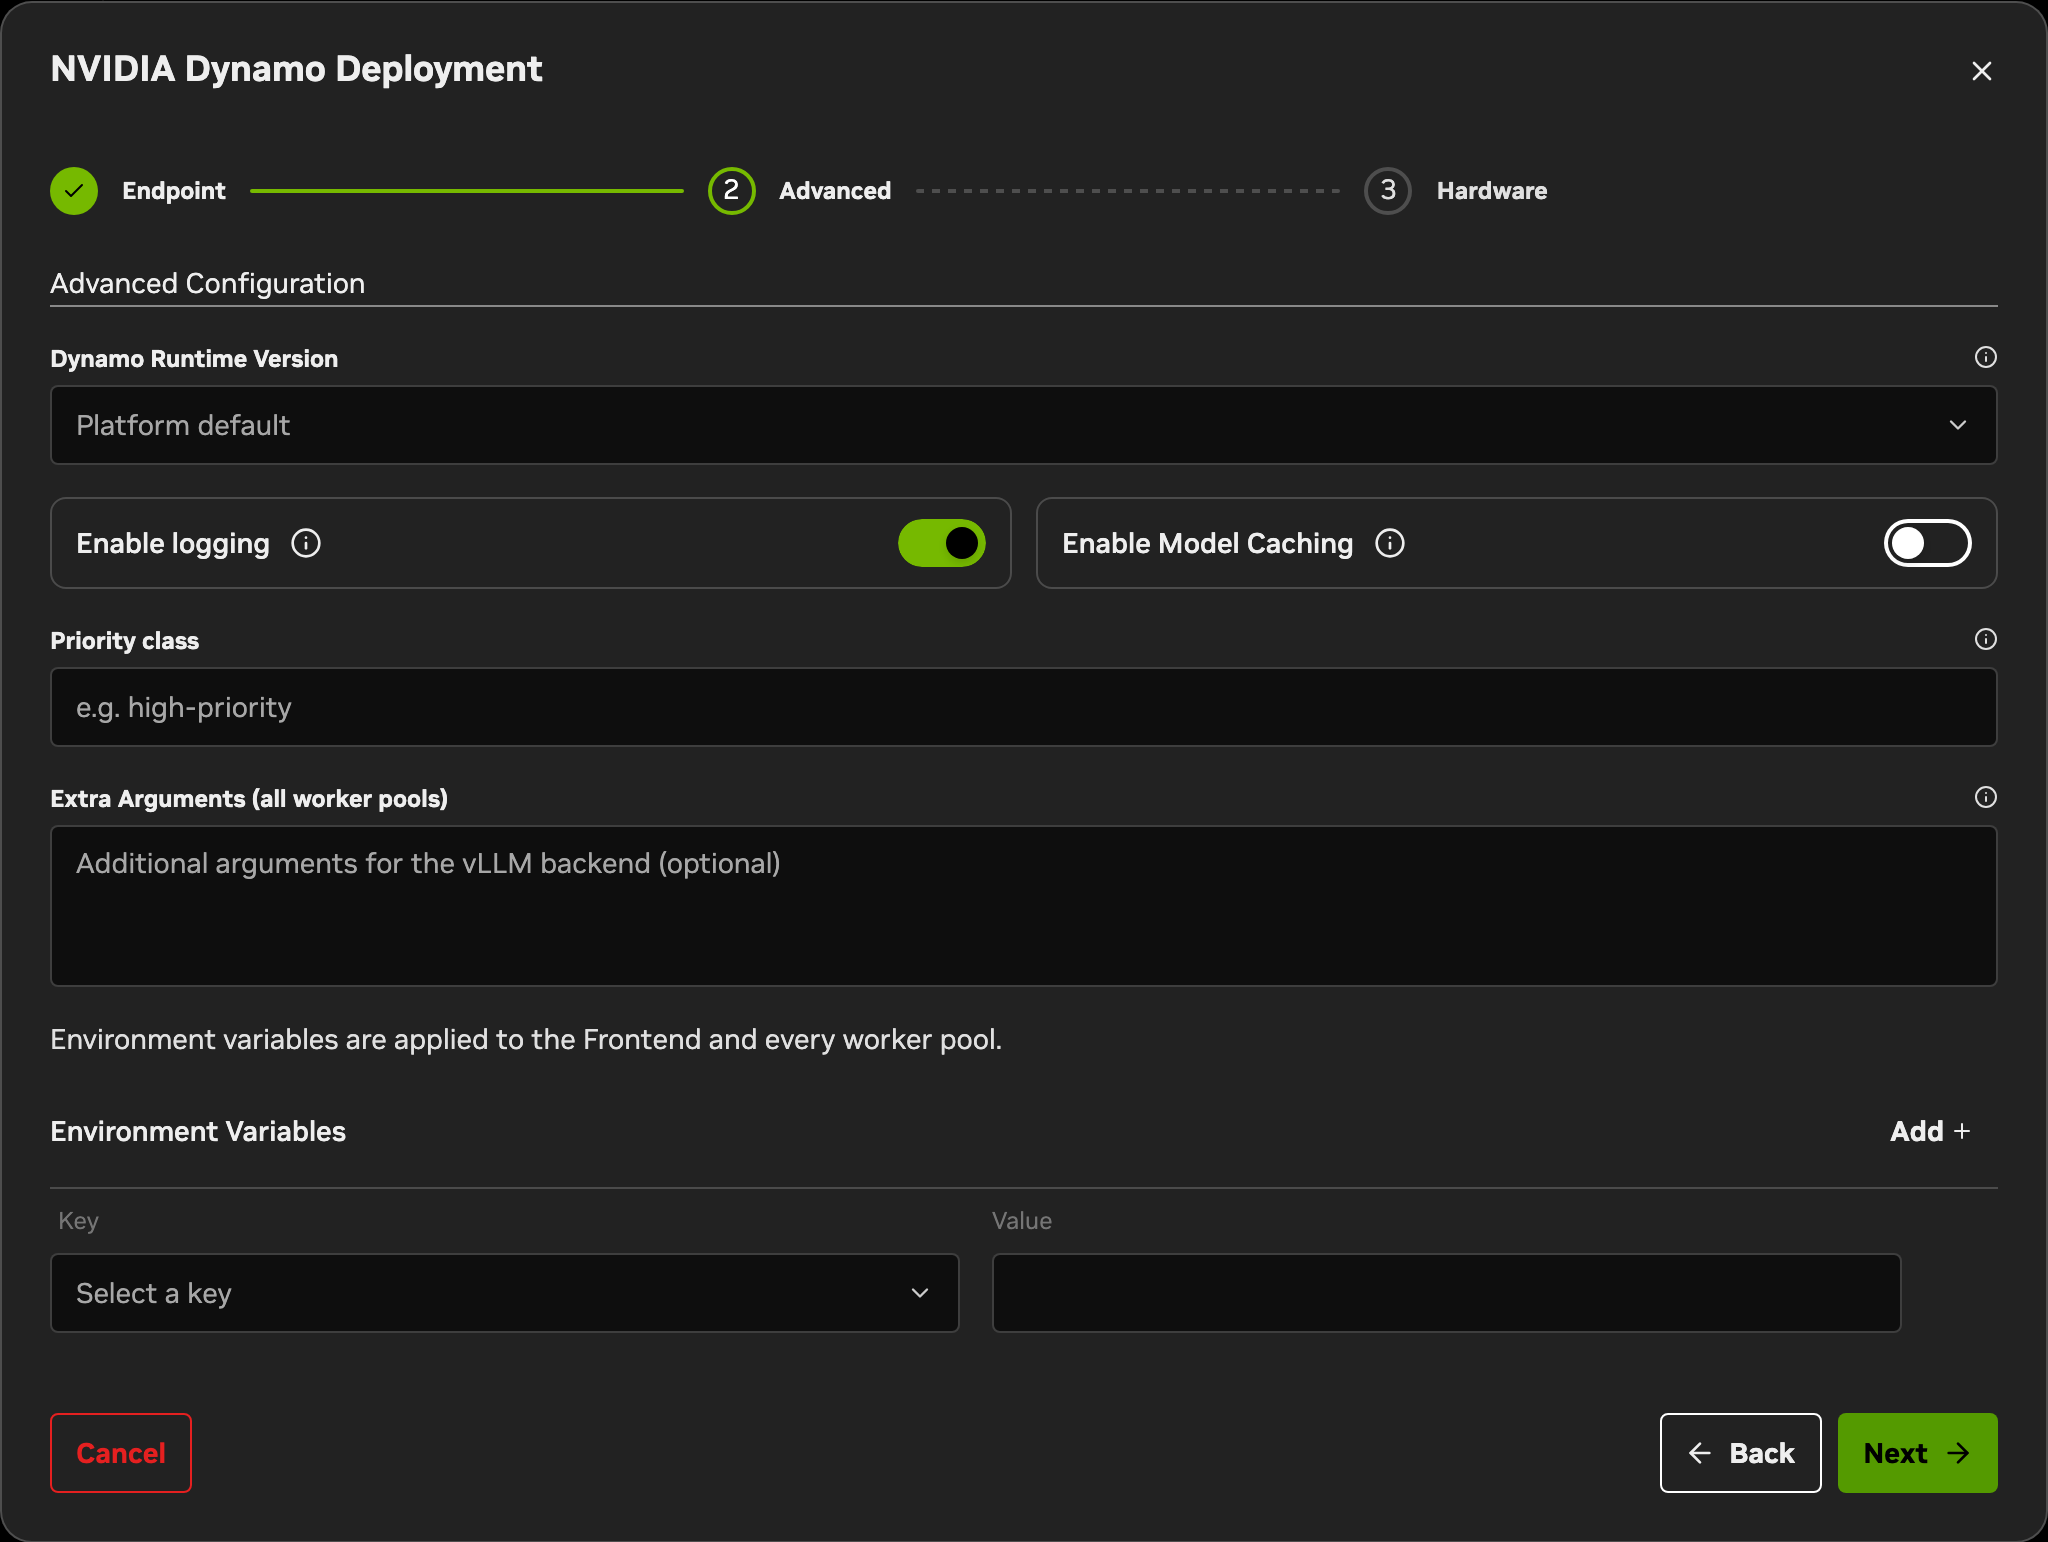 NVIDIA Dynamo Deployment
Endpoint
2
Advanced
3
Hardware
Advanced Configuration
Dynamo Runtime Version
Platform default
Enable logging
Enable Model Caching
Priority class
e.g. high-priority
Extra Arguments (all worker pools)
Additional arguments for the vLLM backend (optional)
Environment variables are applied to the Frontend and every worker pool.
Environment Variables
Add +
Key
Value
Select a key
Cancel
Back
Next